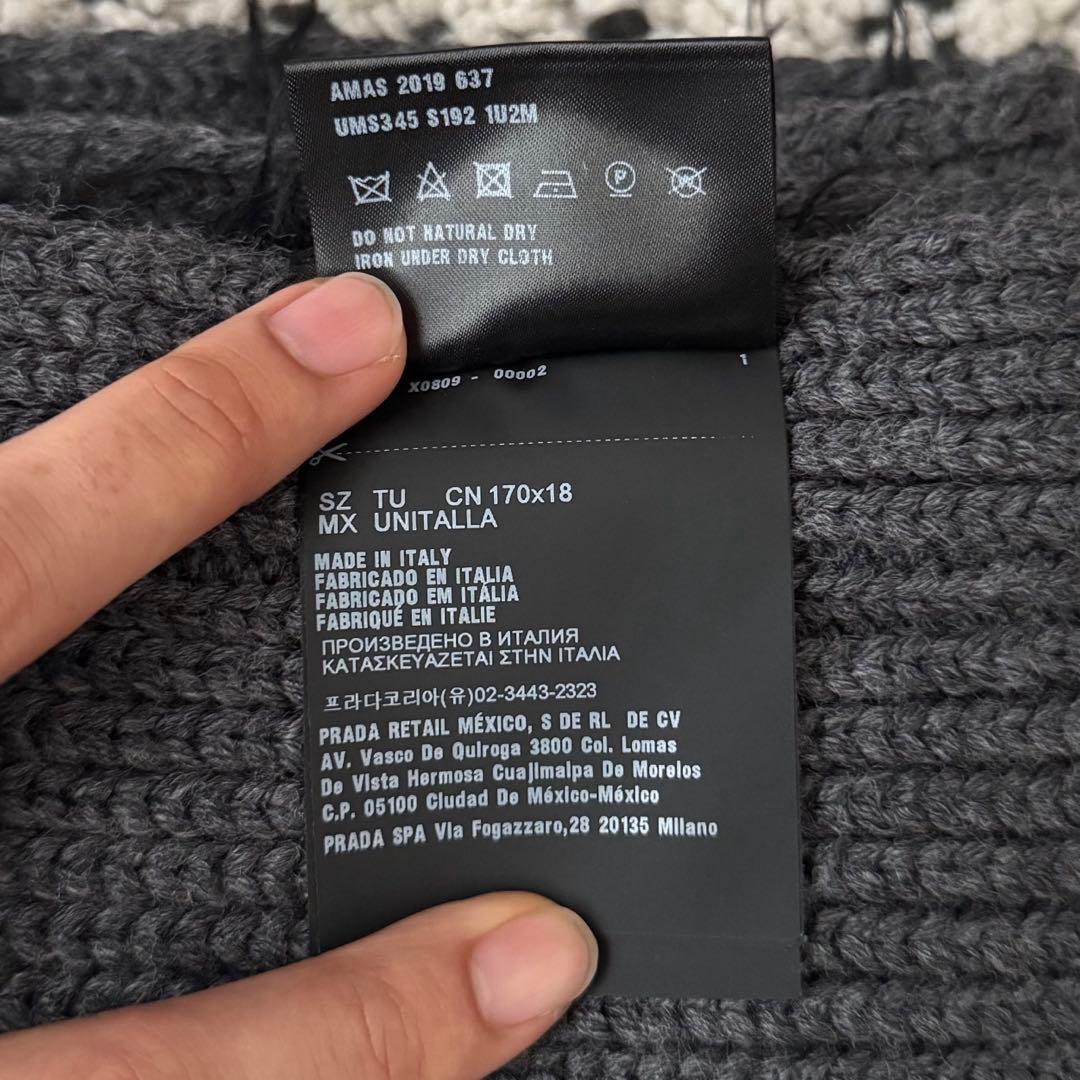 AMAS 2019 637
UMS345 S192 1U2M
P
DO NOT NATURAL DRY
IRON UNDER DRY CLOTH
X0809 - 00002
1
SZ TU CN 170x18
MX UNITALLA
MADE IN ITALY
FABRICADO EN ITALIA
FABRICADO EM ITÁLIA
FABRIQUÉ EN ITALIE
ПРОИЗВЕДЕНО В ИТАЛИЯ
ΚΑΤΑΣΚΕΥΑΖΕΤΑΙ ΣΤΗΝ ΙΤΑΛΙΑ
프라다코리아(유)02-3443-2323
PRADA RETAIL MÉXICO, S DE RL DE CV
AV. Vasco De Quiroga 3800 Col. Lomas
De Vista Hermosa Cuajimalpa De Morelos
C.P. 05100 Ciudad De México-México
PRADA SPA Via Fogazzaro,28 20135 Milano